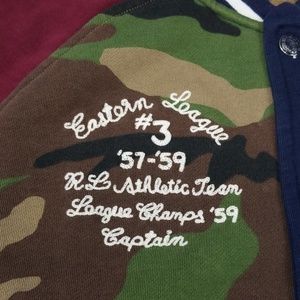 Eastern League
#3
'57-'59
RL Athletic Team
League Champs '59
Captain